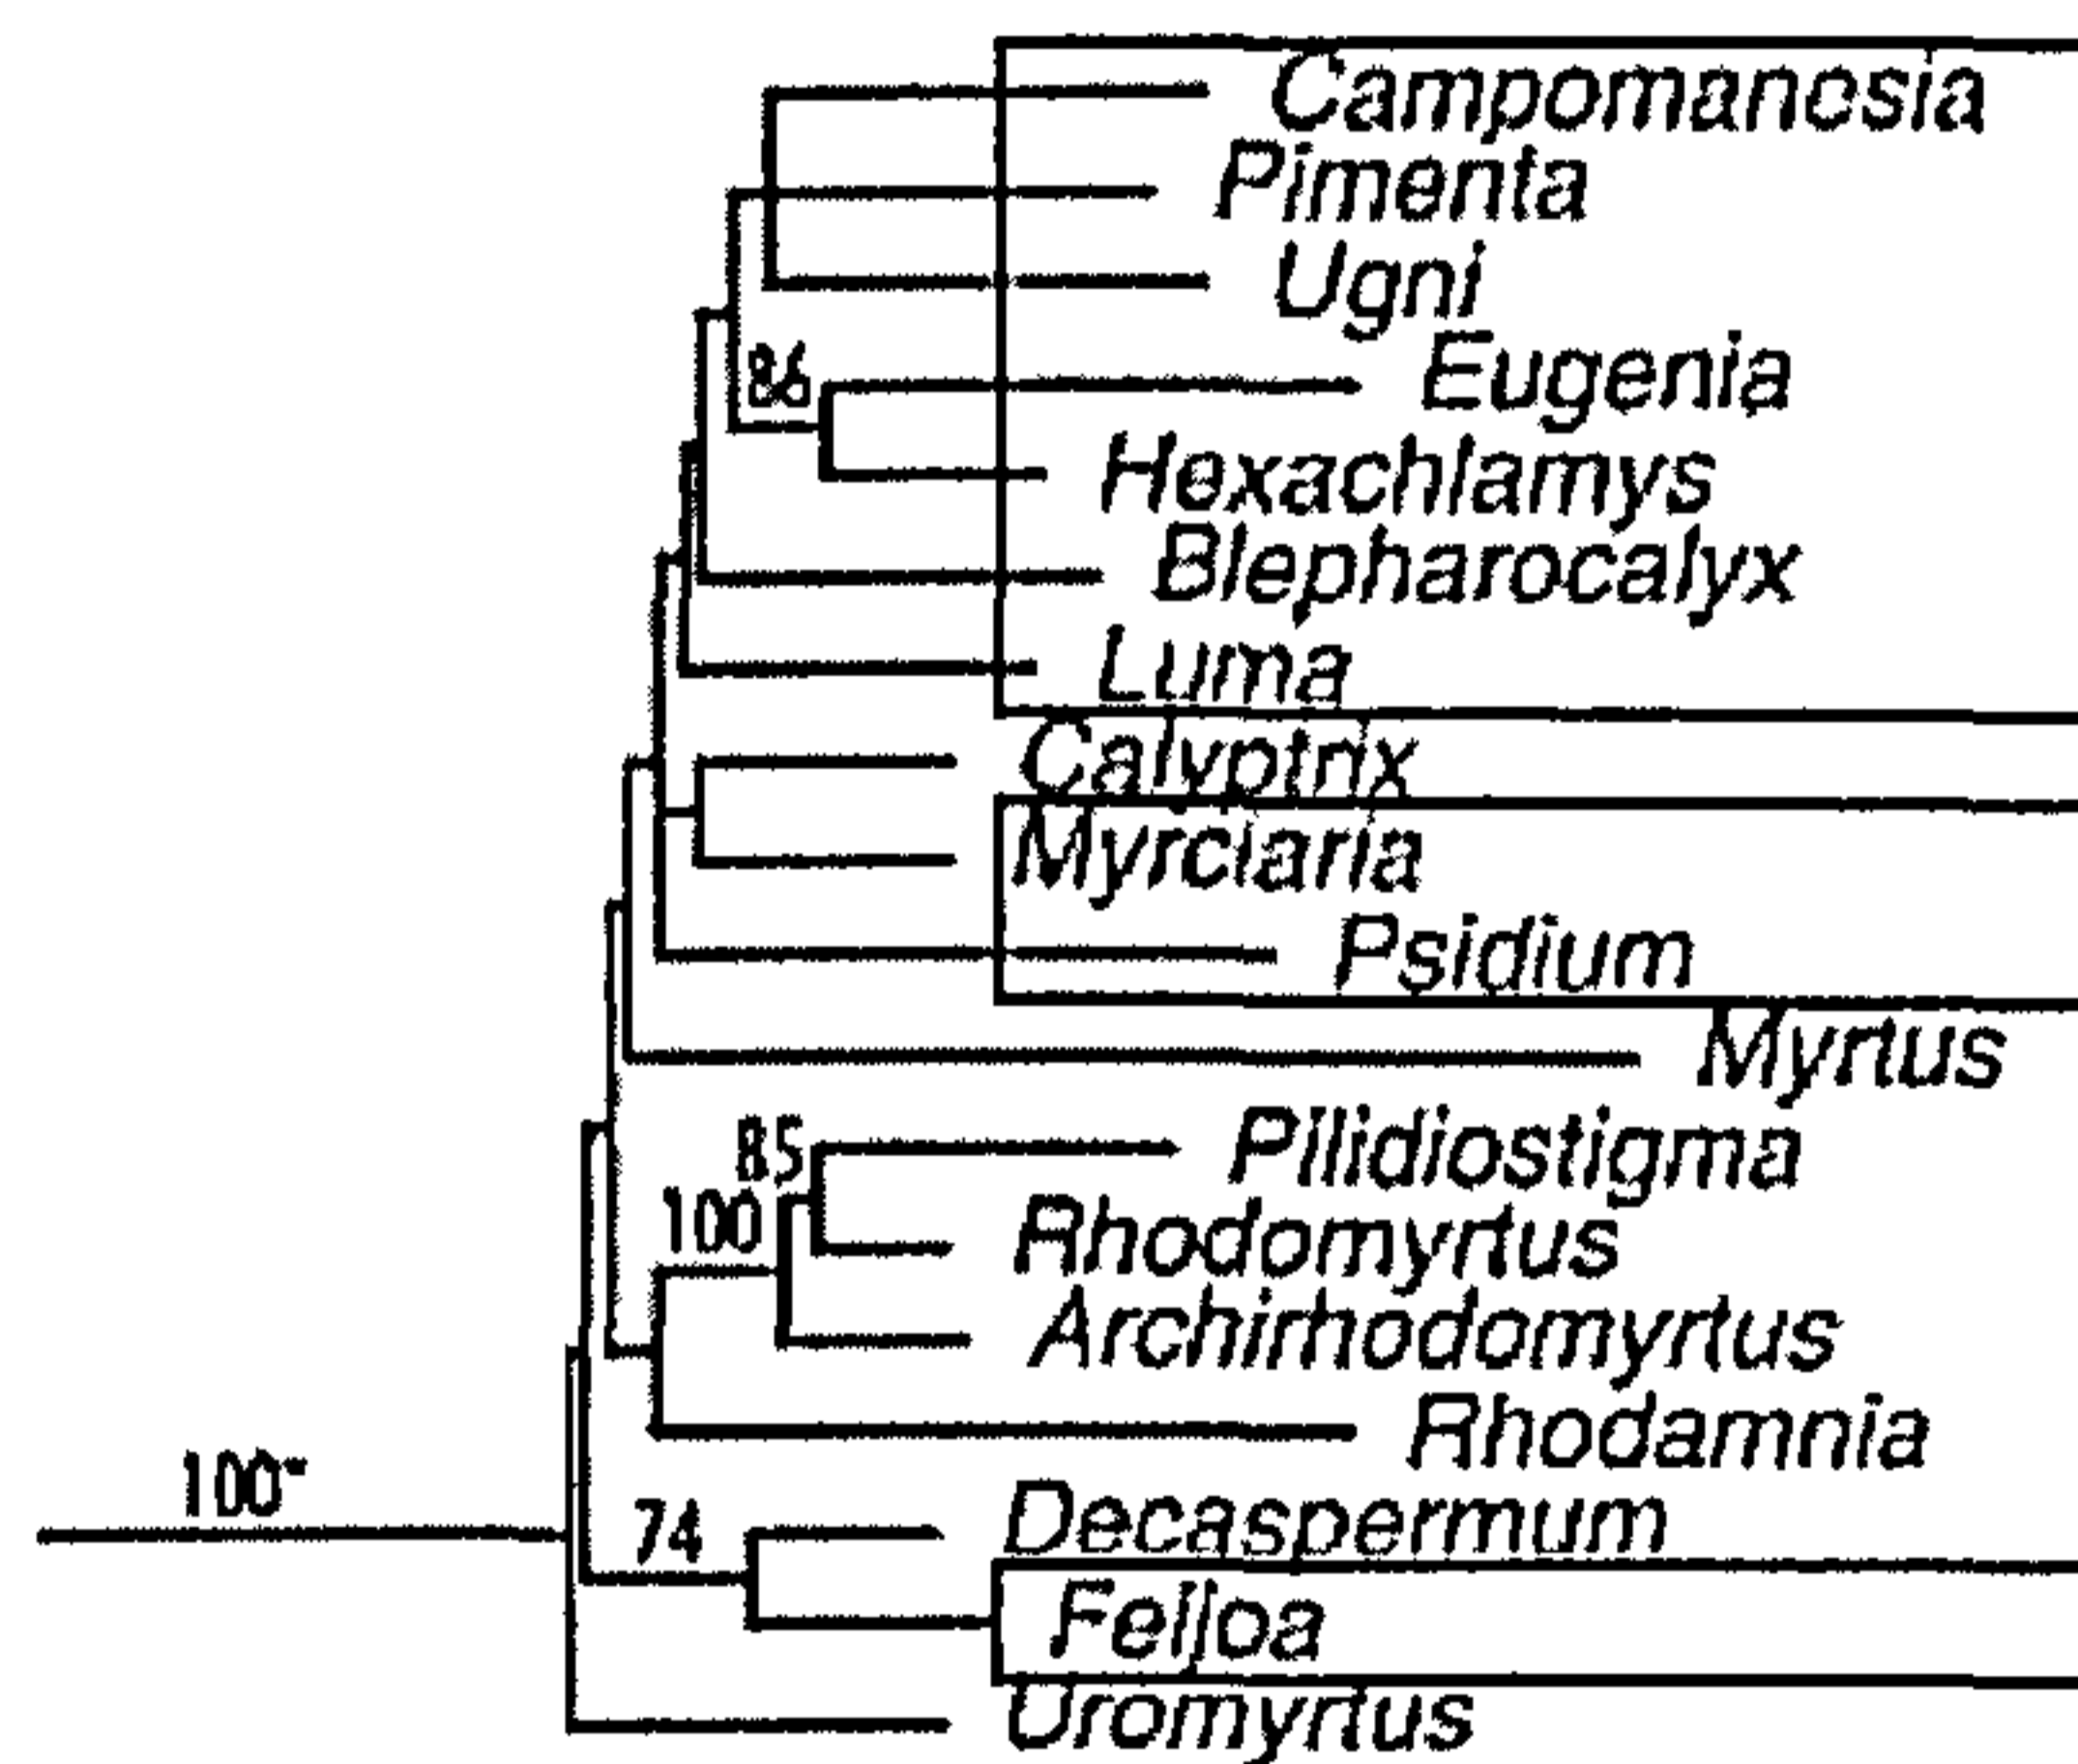 Campomanosia
Pimenta
Ugni
86
Eugenia
Hexachlamys
Blepharocalyx
Luma
Calyptrix
Myrciaria
Psidium
Myrtus
85
Pilidiostigma
100
Rhodomyrtus
Archirhodomyrtus
Rhodamnia
100*
74
Decaspermum
Feijoa
Uromyrtus